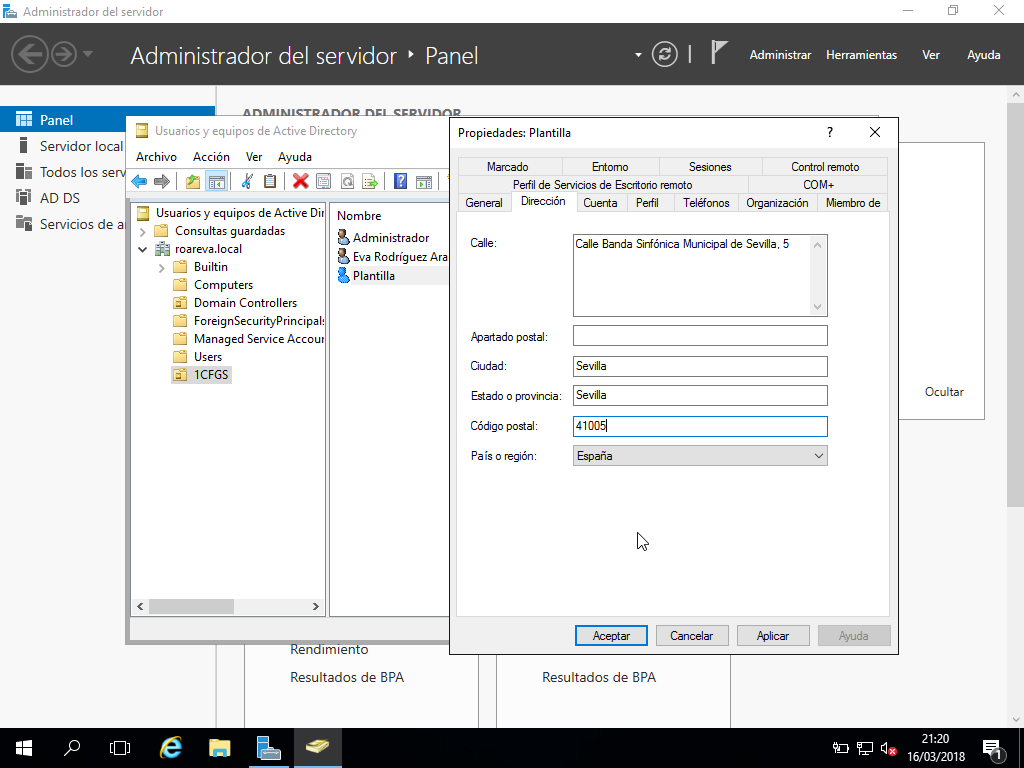 Administrador del servidor
Administrador del servidor ‣ Panel
Administrar Herramientas Ver Ayuda
Panel
Servidor local
Todos los serv
AD DS
Servicios de a
ADMINISTRADOR DEL SERVIDOR
Ocultar
Usuarios y equipos de Active Directory
Archivo Acción Ver Ayuda
Usuarios y equipos de Active Dir
Consultas guardadas
roareva.local
Builtin
Computers
Domain Controllers
ForeignSecurityPrincipals
Managed Service Accour
Users
1CFGS
Nombre
Administrador
Eva Rodríguez Ara
Plantilla
Propiedades: Plantilla
Marcado Entorno Sesiones Control remoto
Perfil de Servicios de Escritorio remoto COM+
General Dirección Cuenta Perfil Teléfonos Organización Miembro de
Calle: Calle Banda Sinfónica Municipal de Sevilla, 5
Apartado postal:
Ciudad: Sevilla
Estado o provincia: Sevilla
Código postal: 41005
País o región: España
Aceptar Cancelar Aplicar Ayuda
Rendimiento
Resultados de BPA Resultados de BPA
21:20
16/03/2018
1